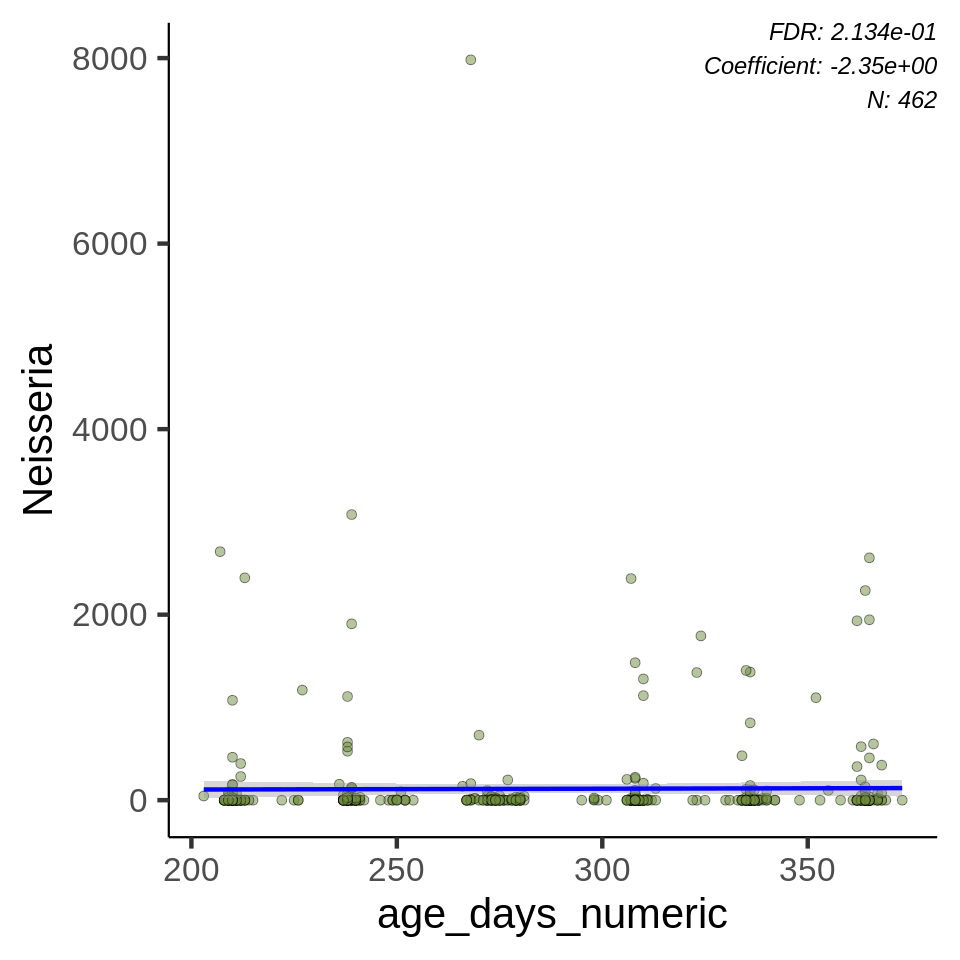 FDR: 2.134e-01
Coefficient: -2.35e+00
N: 462
8000
6000
4000
2000
0
Neisseria
200 250 300 350
age_days_numeric